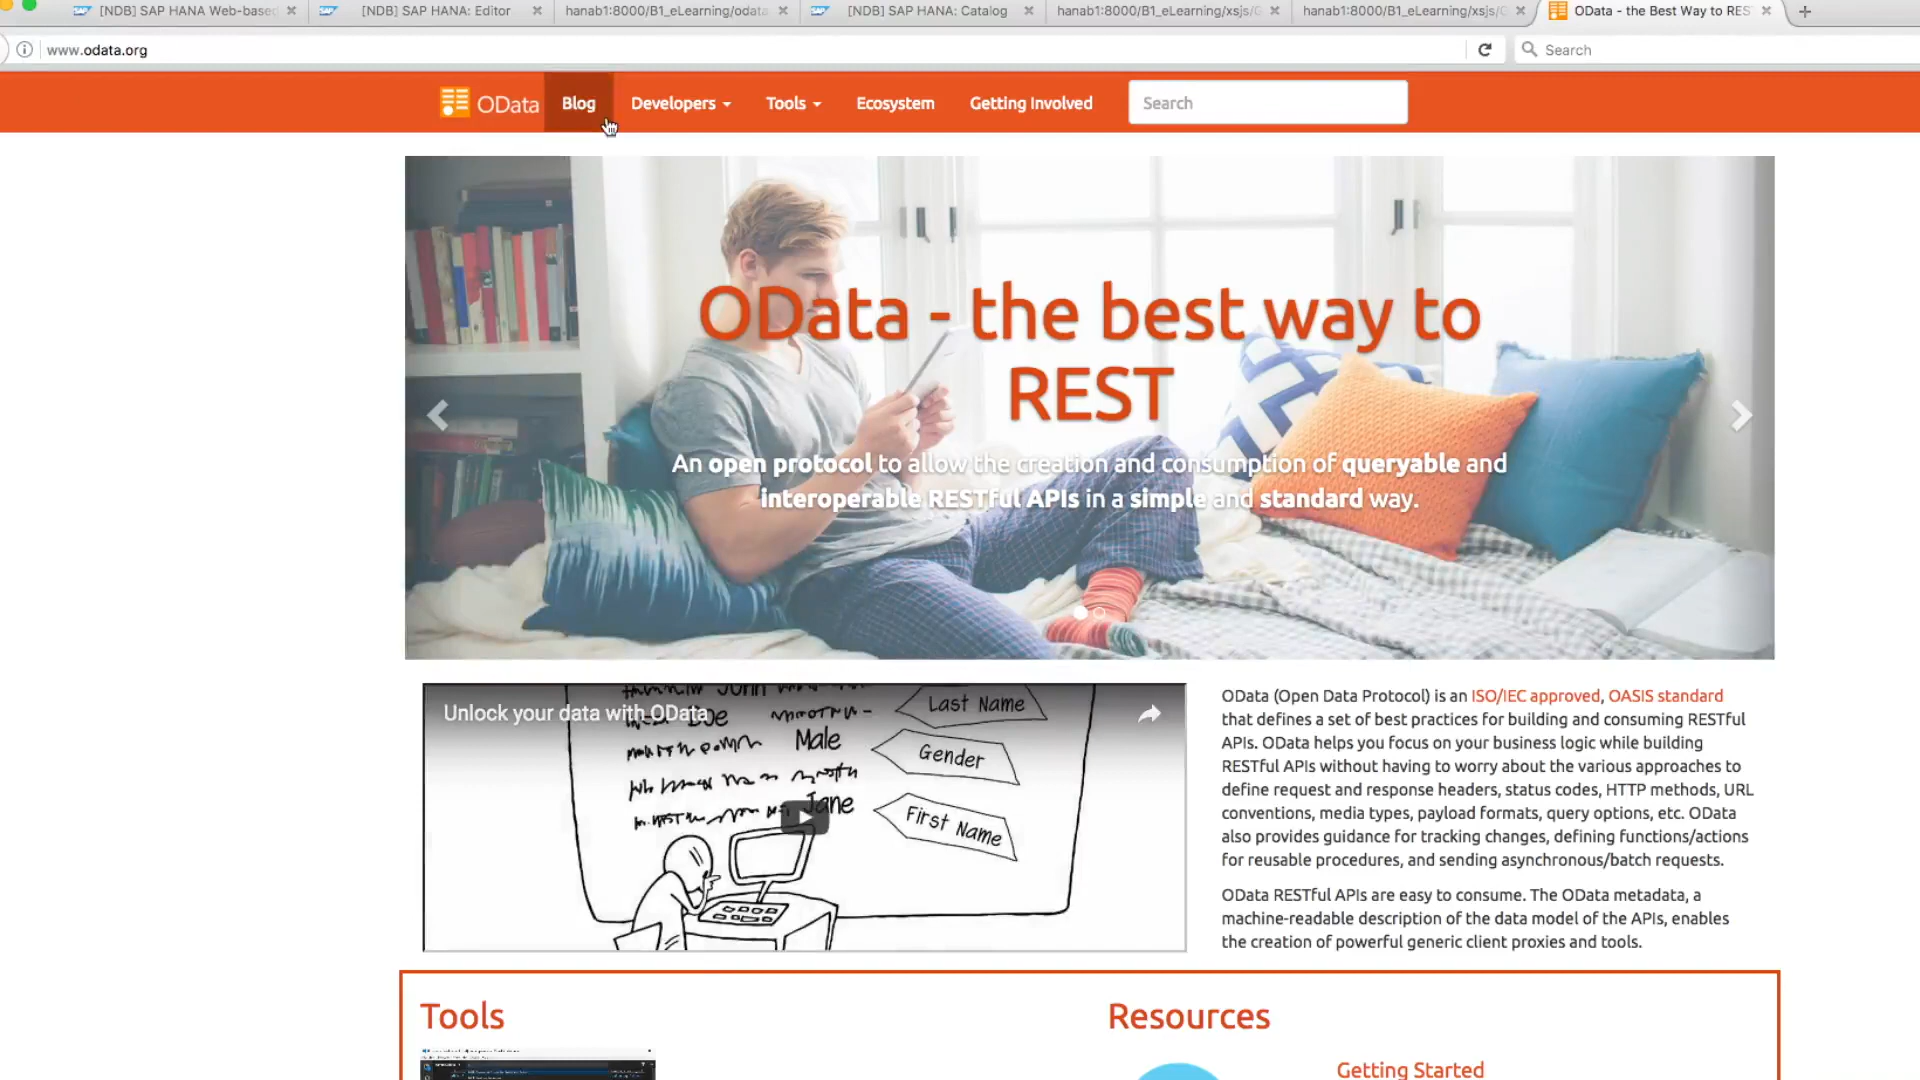 [NDB] SAP HANA Web-based
[NDB] SAP HANA: Editor
hanab1:8000/B1_eLearning/odata
[NDB] SAP HANA: Catalog
hanab1:8000/B1_eLearning/xsjs/G
hanab1:8000/B1_eLearning/xsjs/G
OData - the Best Way to RES
www.odata.org
Search
OData
Blog
Developers
Tools
Ecosystem
Getting Involved
Search
OData - the best way to
REST
An open protocol to allow the creation and consumption of queryable and
interoperable RESTful APIs in a simple and standard way.
Unlock your data with OData
Doe
Male
Jane
Last Name
Gender
First Name
OData (Open Data Protocol) is an ISO/IEC approved, OASIS standard
that defines a set of best practices for building and consuming RESTful
APIs. OData helps you focus on your business logic while building
RESTful APIs without having to worry about the various approaches to
define request and response headers, status codes, HTTP methods, URL
conventions, media types, payload formats, query options, etc. OData
also provides guidance for tracking changes, defining functions/actions
for reusable procedures, and sending asynchronous/batch requests.
OData RESTful APIs are easy to consume. The OData metadata, a
machine-readable description of the data model of the APIs, enables
the creation of powerful generic client proxies and tools.
Tools
Resources
Getting Started